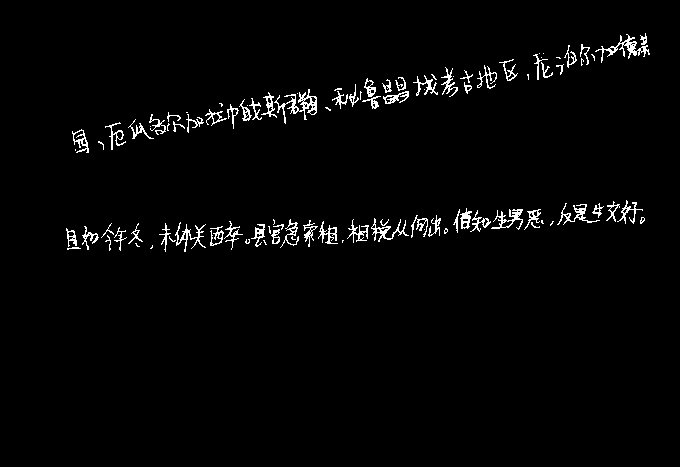 园、厄瓜多尔加拉帕戈斯群岛、秘鲁昌昌城考古地区，尼泊尔加德满
且如今年冬，未休关西卒。县官急索租，租税从何出。信知生男恶，反是生女好。